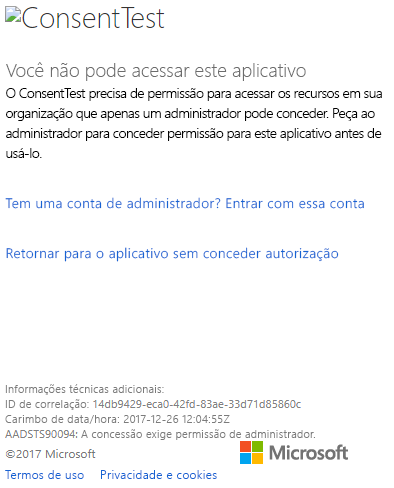 ConsentTest
Você não pode acessar este aplicativo
O ConsentTest precisa de permissão para acessar os recursos em sua
organização que apenas um administrador pode conceder. Peça ao
administrador para conceder permissão para este aplicativo antes de
usá-lo.
Tem uma conta de administrador? Entrar com essa conta
Retornar para o aplicativo sem conceder autorização
Informações técnicas adicionais:
ID de correlação: 14db9429-eca0-42fd-83ae-33d71d85860c
Carimbo de data/hora: 2017-12-26 12:04:55Z
AADSTS90094: A concessão exige permissão de administrador.
©2017 Microsoft
Microsoft
Termos de uso Privacidade e cookies